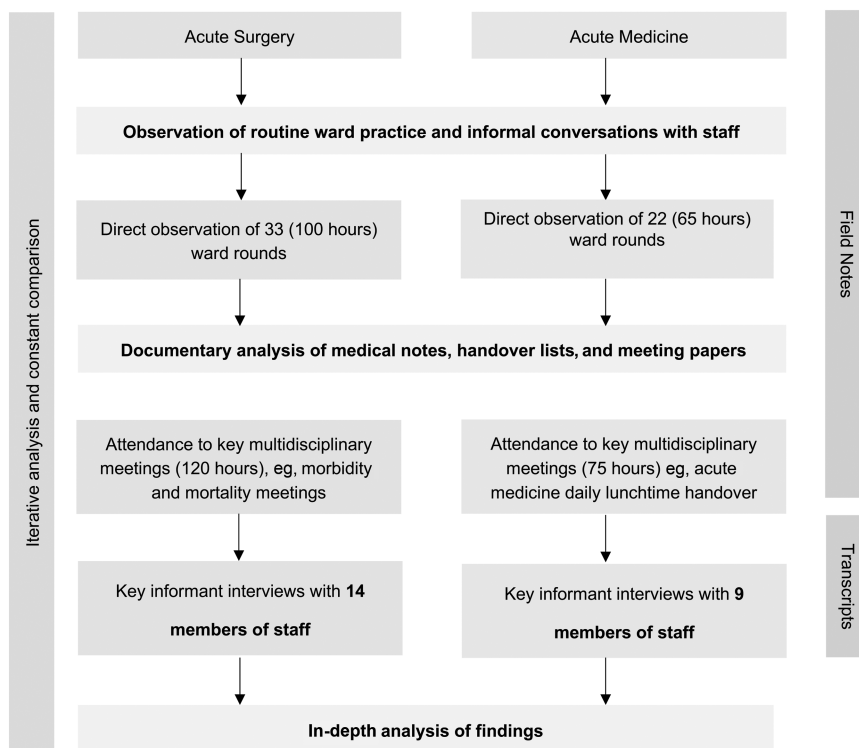 Acute Surgery
Acute Medicine
Observation of routine ward practice and informal conversations with staff
Direct observation of 33 (100 hours)
ward rounds
Direct observation of 22 (65 hours)
ward rounds
Documentary analysis of medical notes, handover lists, and meeting papers
Attendance to key multidisciplinary
meetings (120 hours), eg, morbidity
and mortality meetings
Attendance to key multidisciplinary
meetings (75 hours) eg, acute
medicine daily lunchtime handover
Key informant interviews with 14
members of staff
Key informant interviews with 9
members of staff
In-depth analysis of findings
Iterative analysis and constant comparison
Field Notes
Transcripts